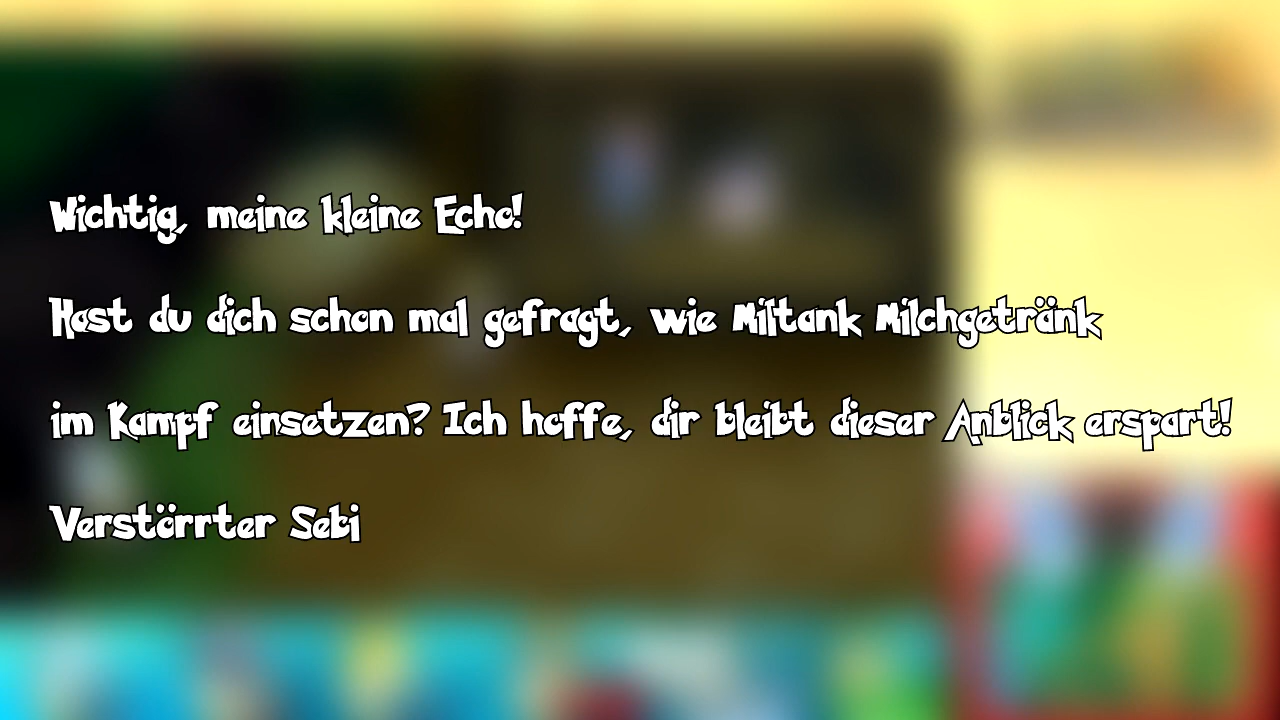 Wichtig, meine kleine Echo!
Hast du dich schon mal gefragt, wie Miltank Milchgetränk
im Kampf einsetzen? Ich hoffe, dir bleibt dieser Anblick erspart!
Verstörrter Sebi